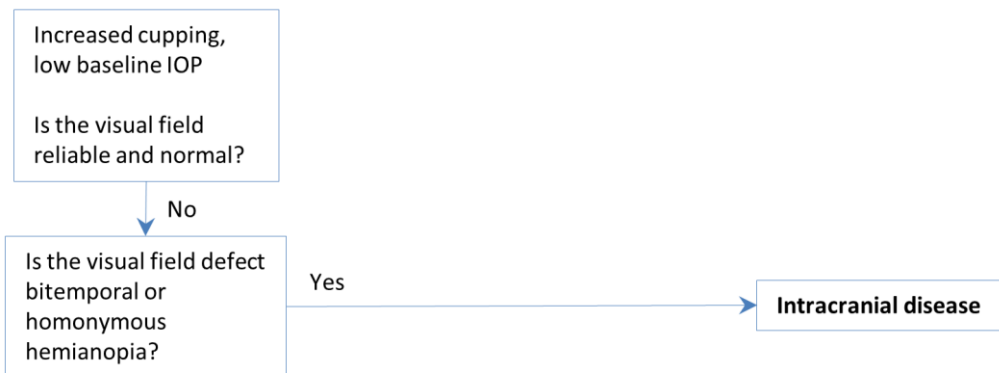 Increased cupping,
low baseline IOP
Is the visual field
reliable and normal?
No
Is the visual field defect
bitemporal or
homonymous
hemianopia?
Yes
Intracranial disease